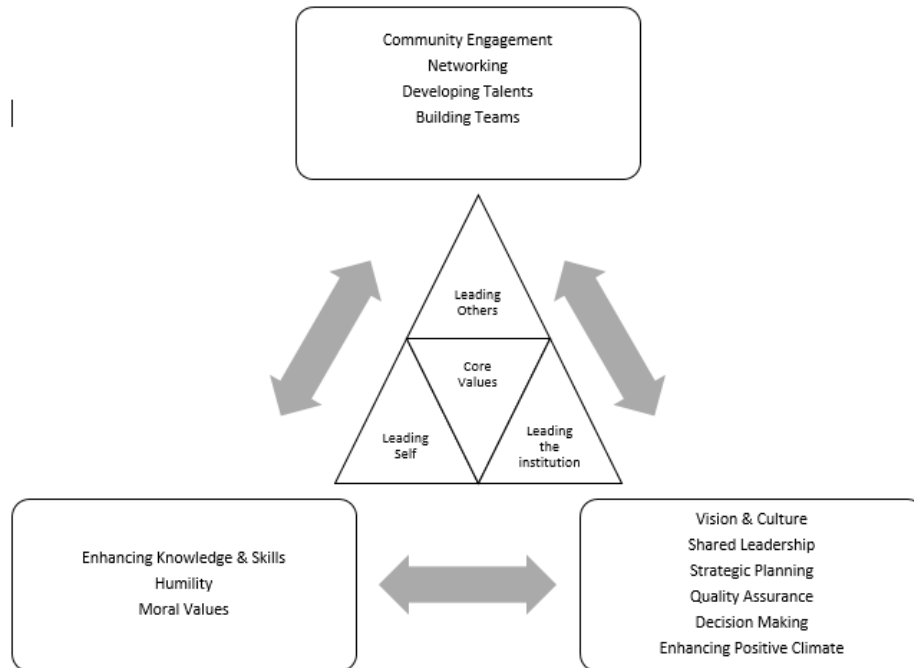 Community Engagement
Networking
Developing Talents
Building Teams
Leading
Others
Core
Values
Leading
Self
Leading
the
institution
Enhancing Knowledge & Skills
Humility
Moral Values
Vision & Culture
Shared Leadership
Strategic Planning
Quality Assurance
Decision Making
Enhancing Positive Climate